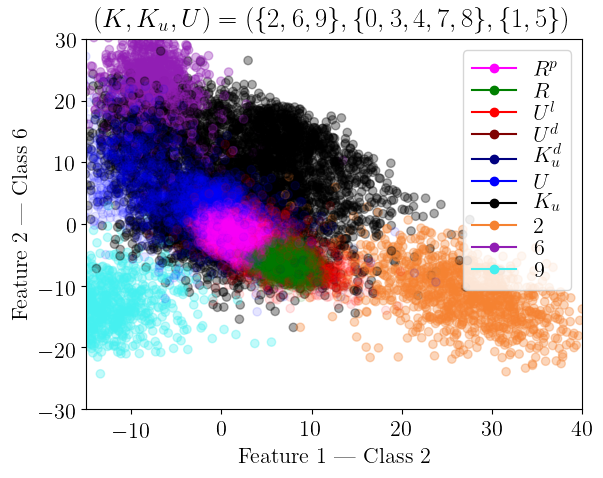 (K, K_u, U) = ({2, 6, 9}, {0, 3, 4, 7, 8}, {1, 5})
30
20
10
0
−10
−20
−30
Feature 2 — Class 6
R^p
R
U^l
U^d
K_u^d
U
K_u
2
6
9
−10
0
10
20
30
40
Feature 1 — Class 2